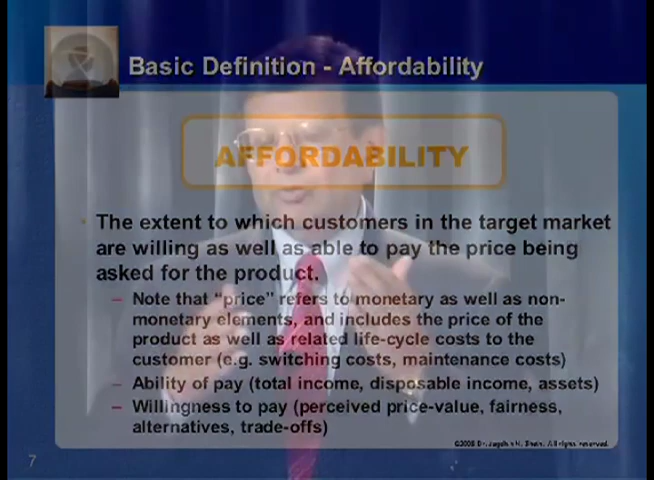 Basic Definition - Affordability
AFFORDABILITY
The extent to which customers in the target market
are willing as well as able to pay the price being
asked for the product.
– Note that "price" refers to monetary as well as non-
monetary elements, and includes the price of the
product as well as related life-cycle costs to the
customer (e.g. switching costs, maintenance costs)
– Ability of pay (total income, disposable income, assets)
– Willingness to pay (perceived price-value, fairness,
alternatives, trade-offs)
All rights reserved.
7